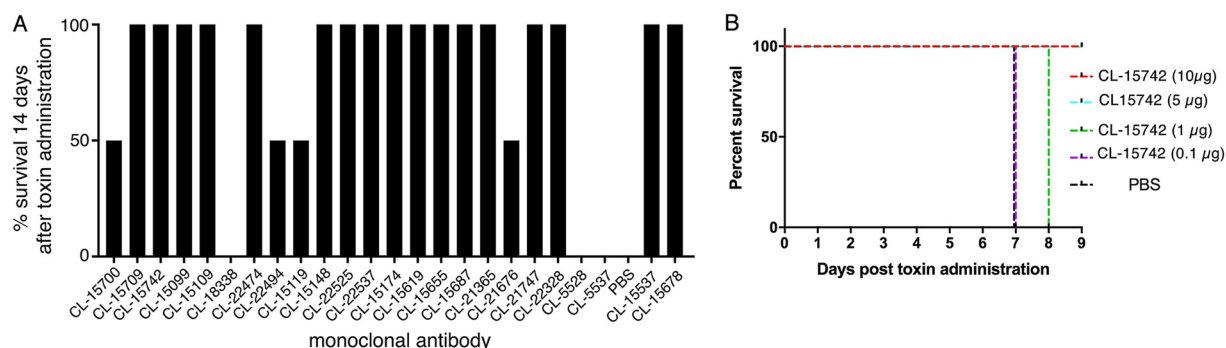 A
100
50
0
% survival 14 days
after toxin administration
CL-15700
CL-15709
CL-15742
CL-15099
CL-15109
CL-18338
CL-22474
CL-22494
CL-15119
CL-15148
CL-22525
CL-22537
CL-15174
CL-15619
CL-15655
CL-15687
CL-21365
CL-21676
CL-21747
CL-22328
CL-5528
CL-5537
PBS
CL-15537
CL-15678
monoclonal antibody
B
100
50
0
Percent survival
0 1 2 3 4 5 6 7 8 9
Days post toxin administration
CL-15742 (10µg)
CL15742 (5 µg)
CL-15742 (1 µg)
CL-15742 (0.1 µg)
PBS